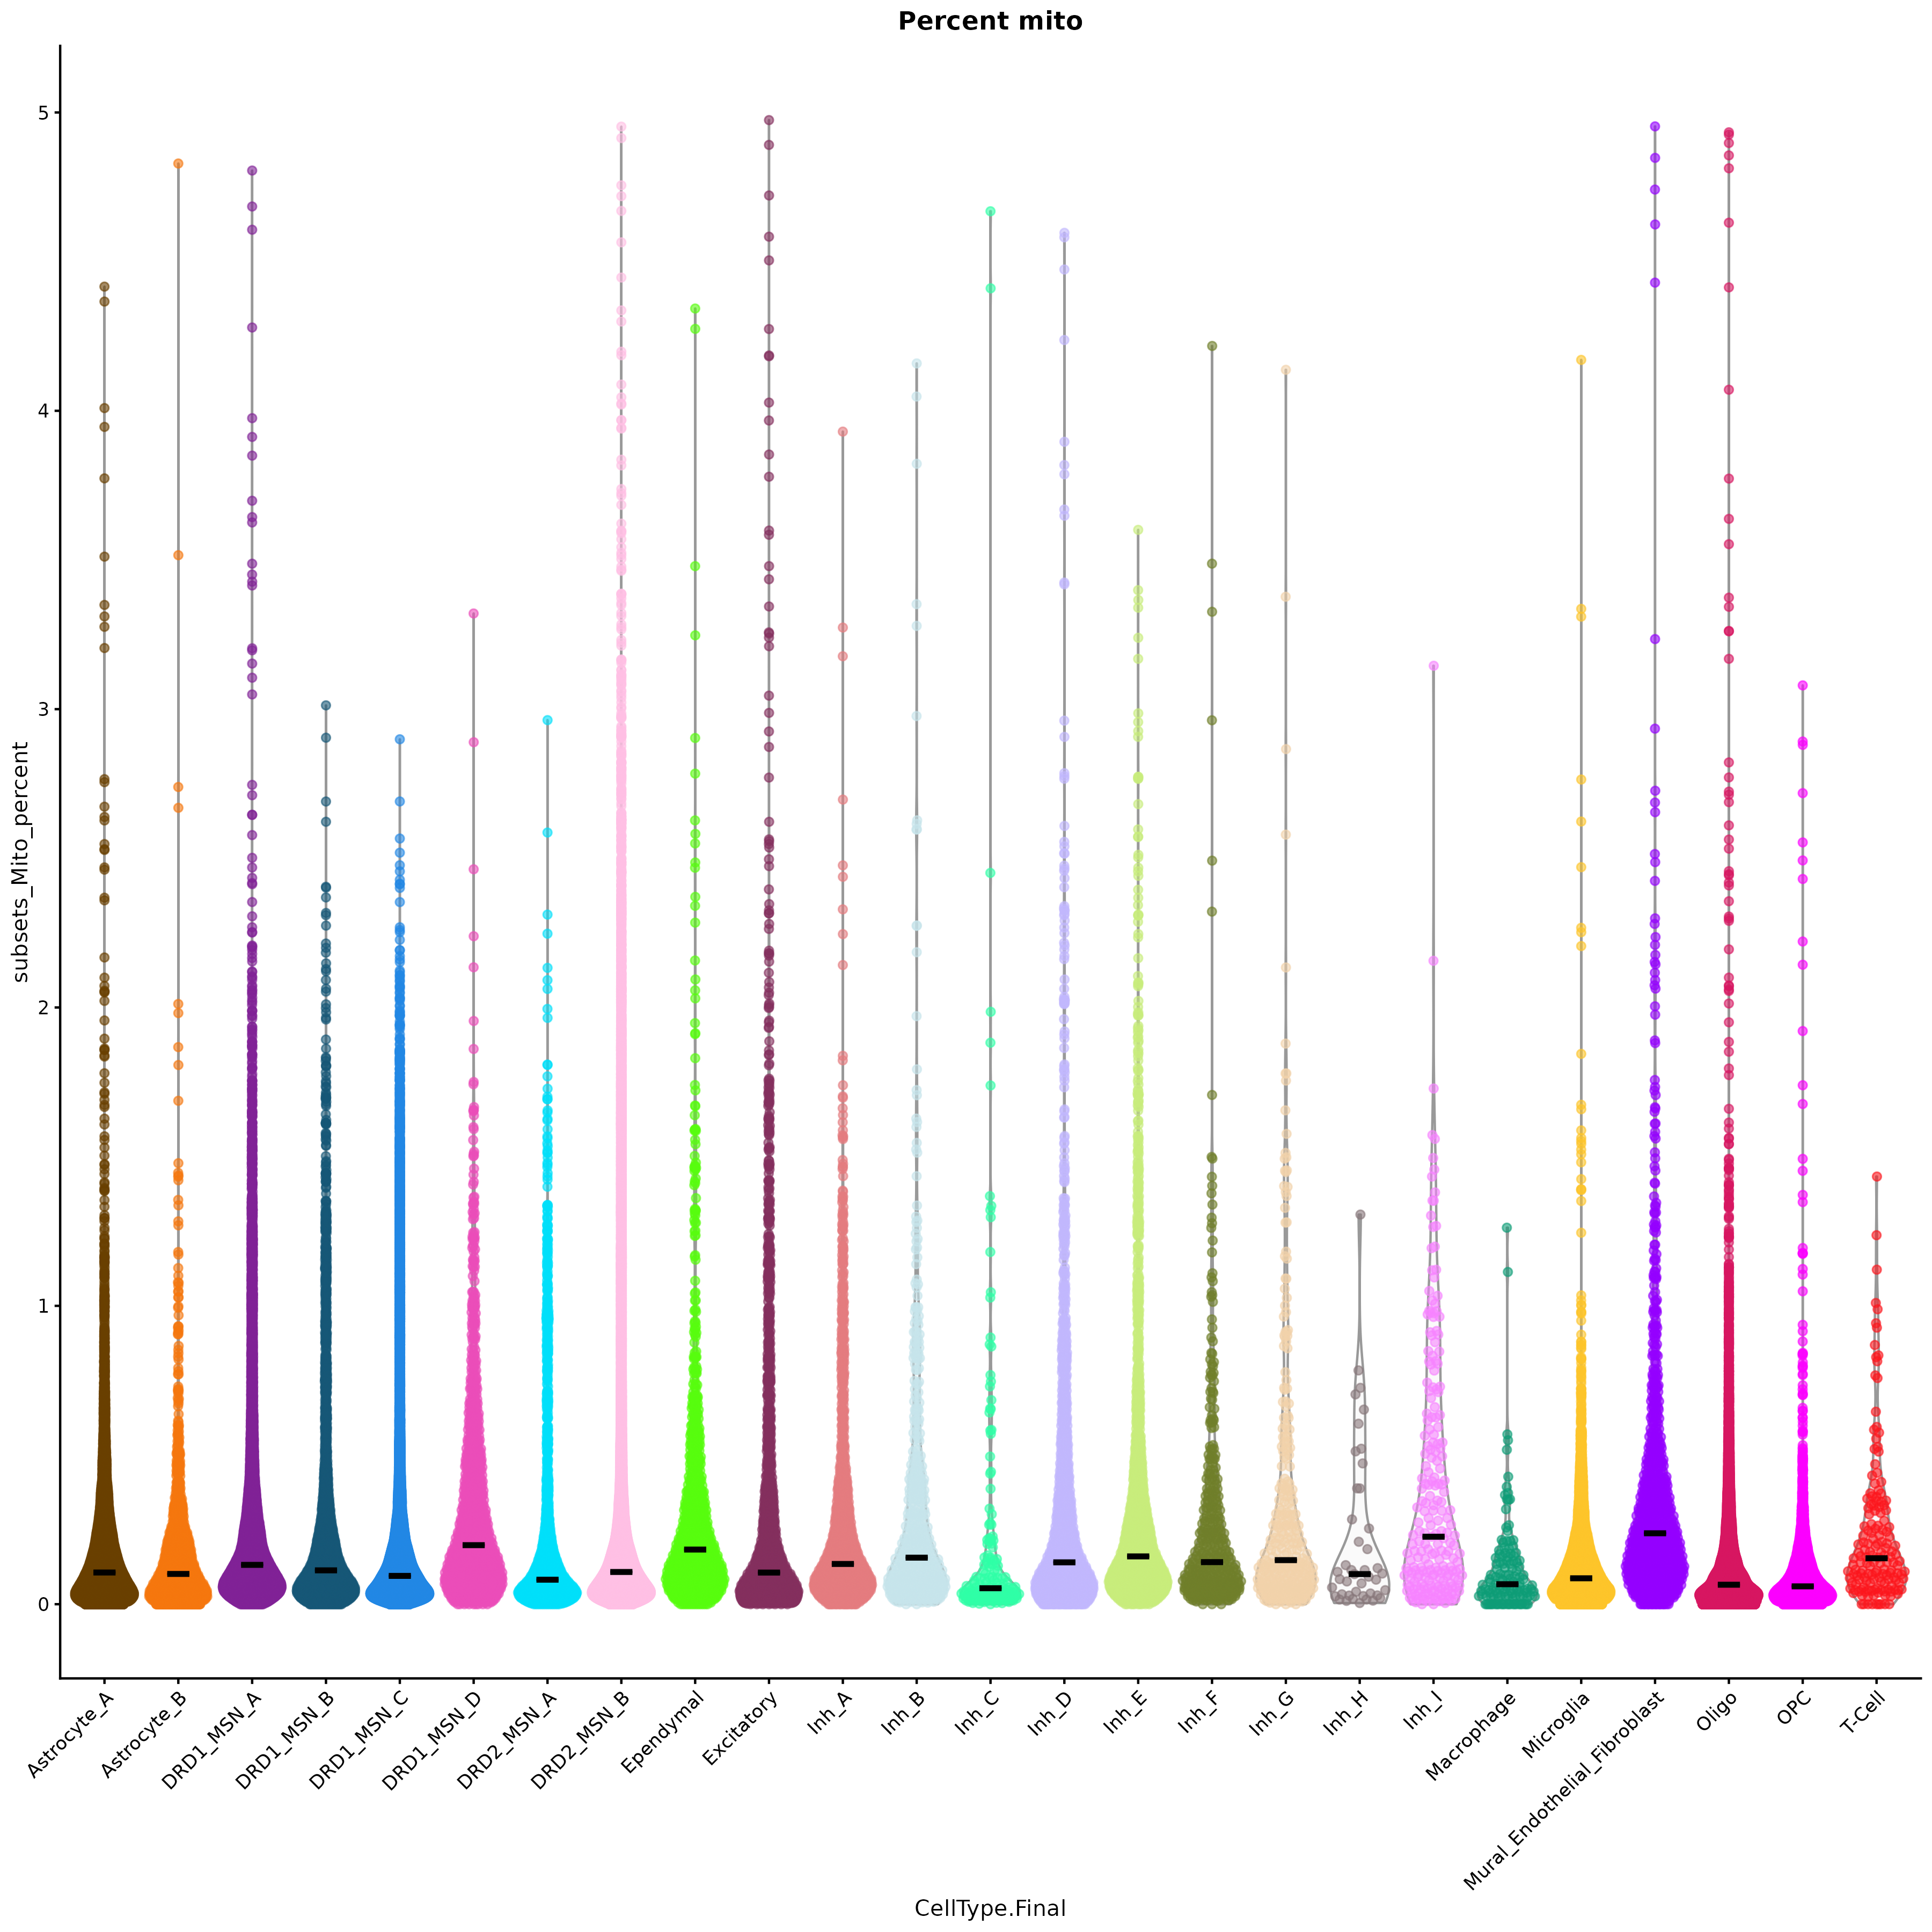 Percent mito
subsets_Mito_percent
5
4
3
2
1
0
Astrocyte_A
Astrocyte_B
DRD1_MSN_A
DRD1_MSN_B
DRD1_MSN_C
DRD1_MSN_D
DRD2_MSN_A
DRD2_MSN_B
Ependymal
Excitatory
Inh_A
Inh_B
Inh_C
Inh_D
Inh_E
Inh_F
Inh_G
Inh_H
Inh_I
Macrophage
Microglia
Mural_Endothelial_Fibroblast
Oligo
OPC
T-Cell
CellType.Final